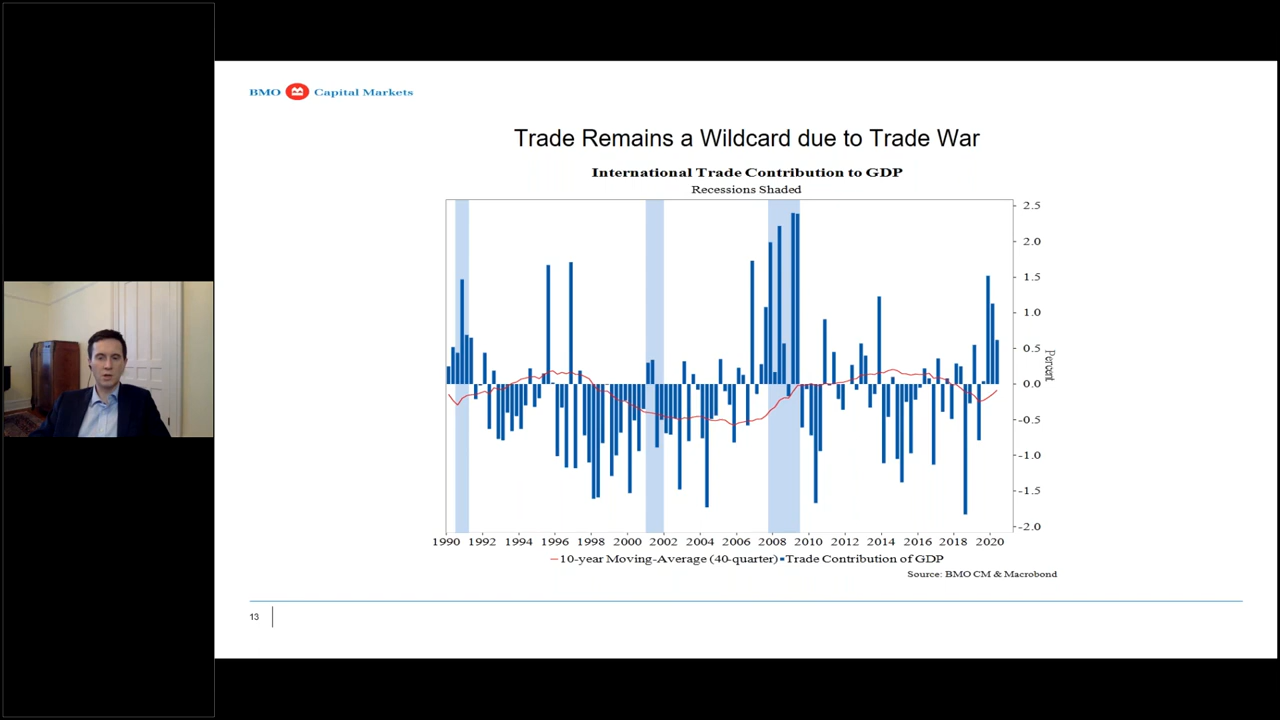 BMO Capital Markets
Trade Remains a Wildcard due to Trade War
International Trade Contribution to GDP
Recessions Shaded
2.5
2.0
1.5
1.0
0.5
0.0
-0.5
-1.0
-1.5
-2.0
Percent
1990 1992 1994 1996 1998 2000 2002 2004 2006 2008 2010 2012 2014 2016 2018 2020
10-year Moving-Average (40-quarter) Trade Contribution of GDP
Source: BMO CM & Macrobond
13